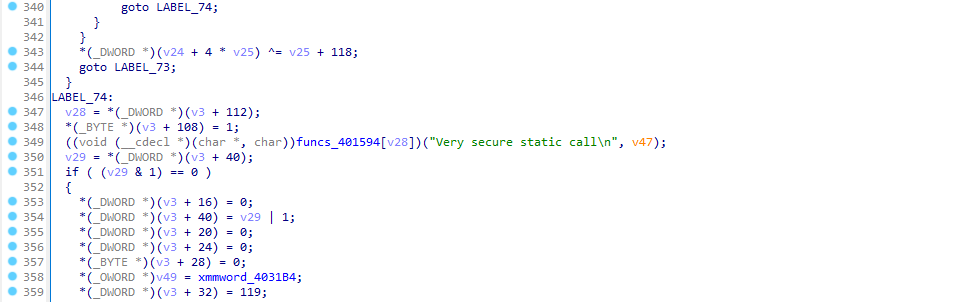 340 goto LABEL_74;
341 }
342 }
343 *(_DWORD *)(v24 + 4 * v25) ^= v25 + 118;
344 goto LABEL_73;
345 }
346 LABEL_74:
347 v28 = *(_DWORD *)(v3 + 112);
348 *(_BYTE *)(v3 + 108) = 1;
349 ((void (__cdecl *)(char *, char))funcs_401594[v28])("Very secure static call\n", v47);
350 v29 = *(_DWORD *)(v3 + 40);
351 if ( (v29 & 1) == 0 )
352 {
353 *(_DWORD *)(v3 + 16) = 0;
354 *(_DWORD *)(v3 + 40) = v29 | 1;
355 *(_DWORD *)(v3 + 20) = 0;
356 *(_DWORD *)(v3 + 24) = 0;
357 *(_BYTE *)(v3 + 28) = 0;
358 *(_OWORD *)v49 = xmmword_4031B4;
359 *(_DWORD *)(v3 + 32) = 119;